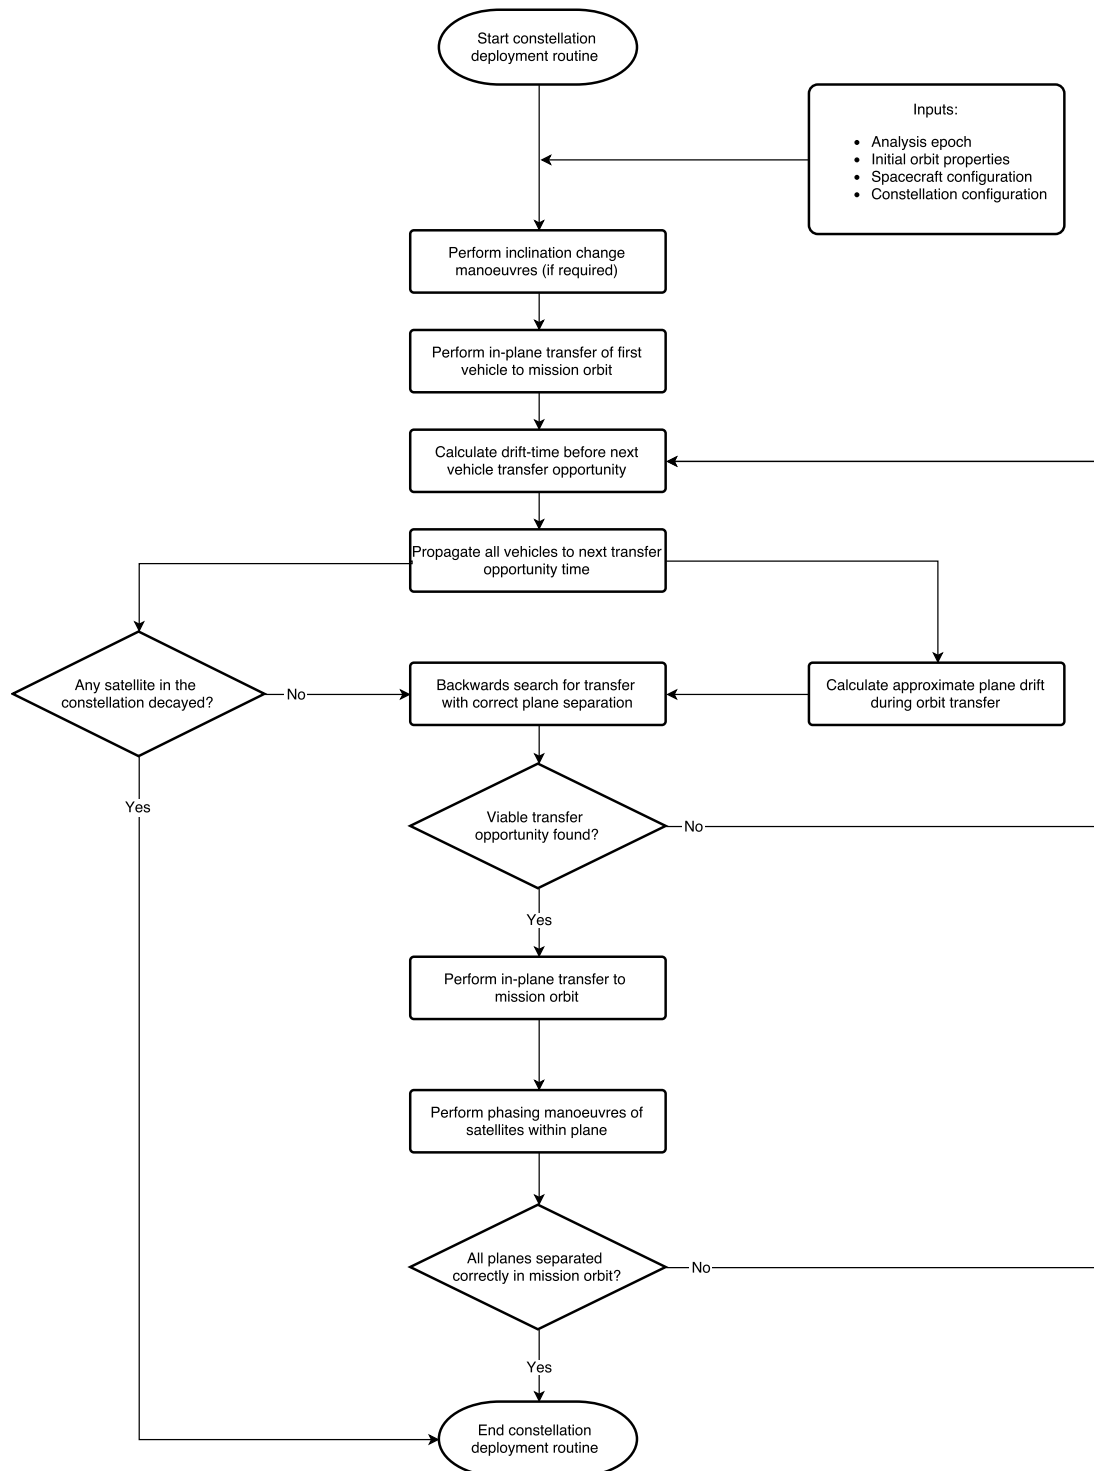 Start constellation
deployment routine
Inputs:
• Analysis epoch
• Initial orbit properties
• Spacecraft configuration
• Constellation configuration
Perform inclination change
manoeuvres (if required)
Perform in-plane transfer of first
vehicle to mission orbit
Calculate drift-time before next
vehicle transfer opportunity
Propagate all vehicles to next transfer
opportunity time
Any satellite in the
constellation decayed?
No
Backwards search for transfer
with correct plane separation
Calculate approximate plane drift
during orbit transfer
Yes
Viable transfer
opportunity found?
No
Yes
Perform in-plane transfer to
mission orbit
Perform phasing manoeuvres of
satellites within plane
All planes separated
correctly in mission orbit?
No
Yes
End constellation
deployment routine